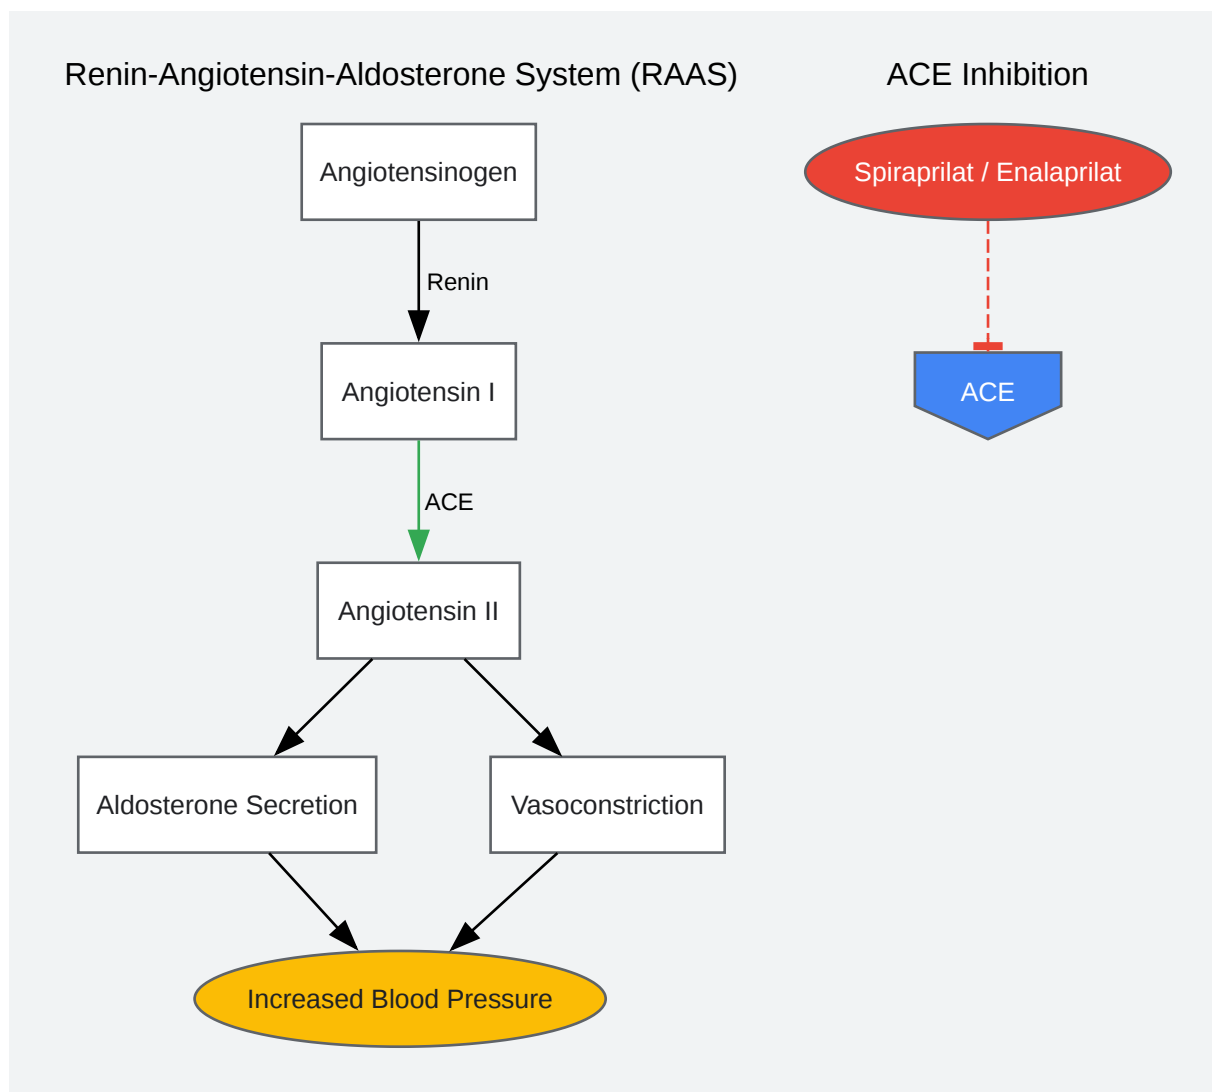 Renin-Angiotensin-Aldosterone System (RAAS)
Angiotensinogen
Renin
Angiotensin I
ACE
Angiotensin II
Aldosterone Secretion
Vasoconstriction
Increased Blood Pressure
ACE Inhibition
Spiraprilat / Enalaprilat
ACE